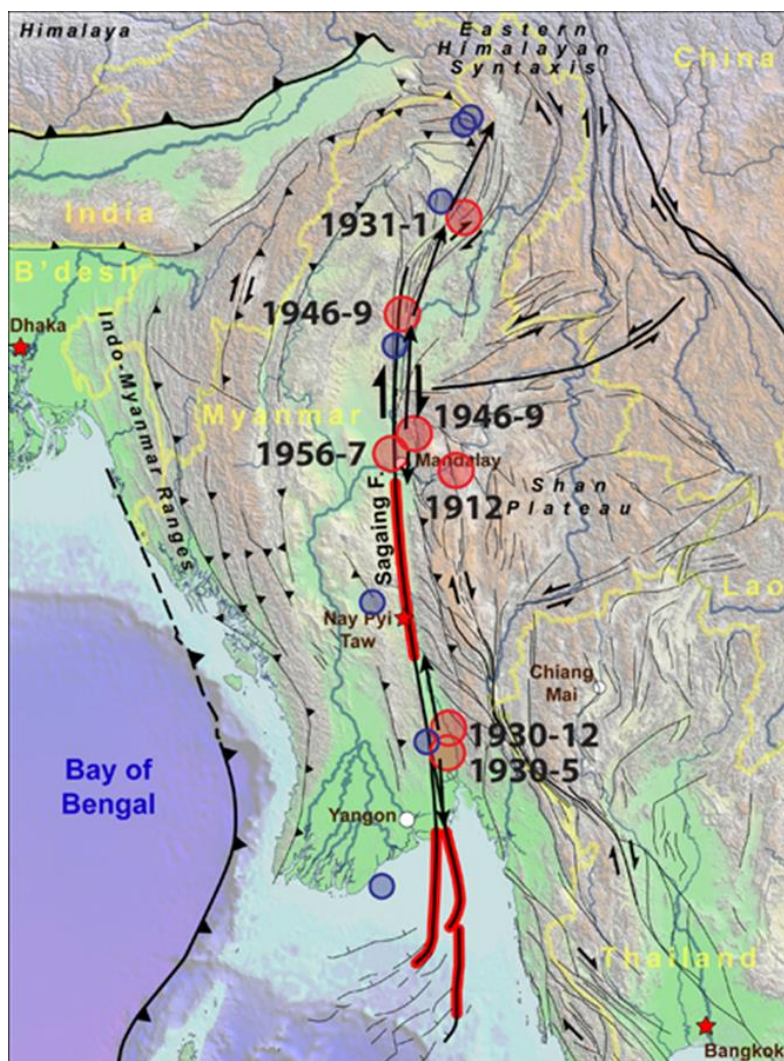 Himalaya
Eastern
Himalayan
Syntaxis
China
India
1931-1
B'desh
1946-9
Dhaka
Indo-Myanmar Ranges
Myanmar
1946-9
1956-7
Mandalay
1912
Shan
Plateau
Sagaing F.
Lao
Nay Pyi
Taw
Chiang
Mai
1930-12
1930-5
Bay of
Bengal
Yangon
Thailand
Bangkok